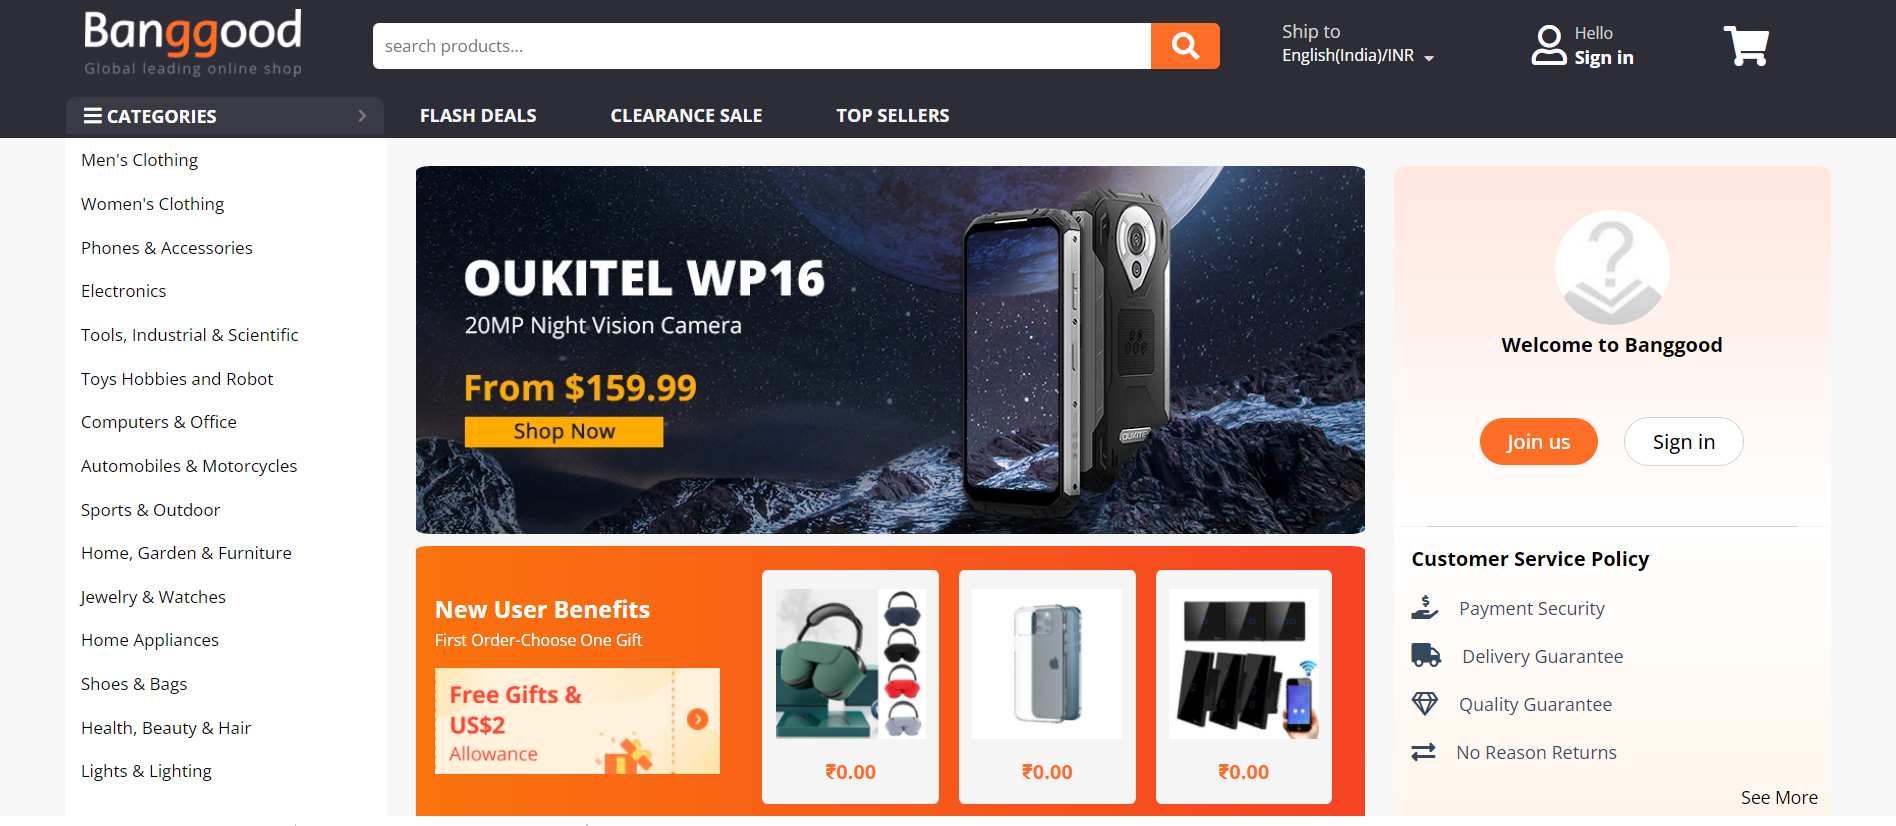 Banggood
Global leading online shop
search products...
Ship to
English(India)/INR
Hello
Sign in
CATEGORIES
FLASH DEALS
CLEARANCE SALE
TOP SELLERS
Men's Clothing
Women's Clothing
Phones & Accessories
Electronics
Tools, Industrial & Scientific
Toys Hobbies and Robot
Computers & Office
Automobiles & Motorcycles
Sports & Outdoor
Home, Garden & Furniture
Jewelry & Watches
Home Appliances
Shoes & Bags
Health, Beauty & Hair
Lights & Lighting
OUKITEL WP16
20MP Night Vision Camera
From $159.99
Shop Now
OUKITEL
New User Benefits
First Order-Choose One Gift
Free Gifts &
US$2
Allowance
₹0.00
₹0.00
₹0.00
Welcome to Banggood
Join us
Sign in
Customer Service Policy
Payment Security
Delivery Guarantee
Quality Guarantee
No Reason Returns
See More